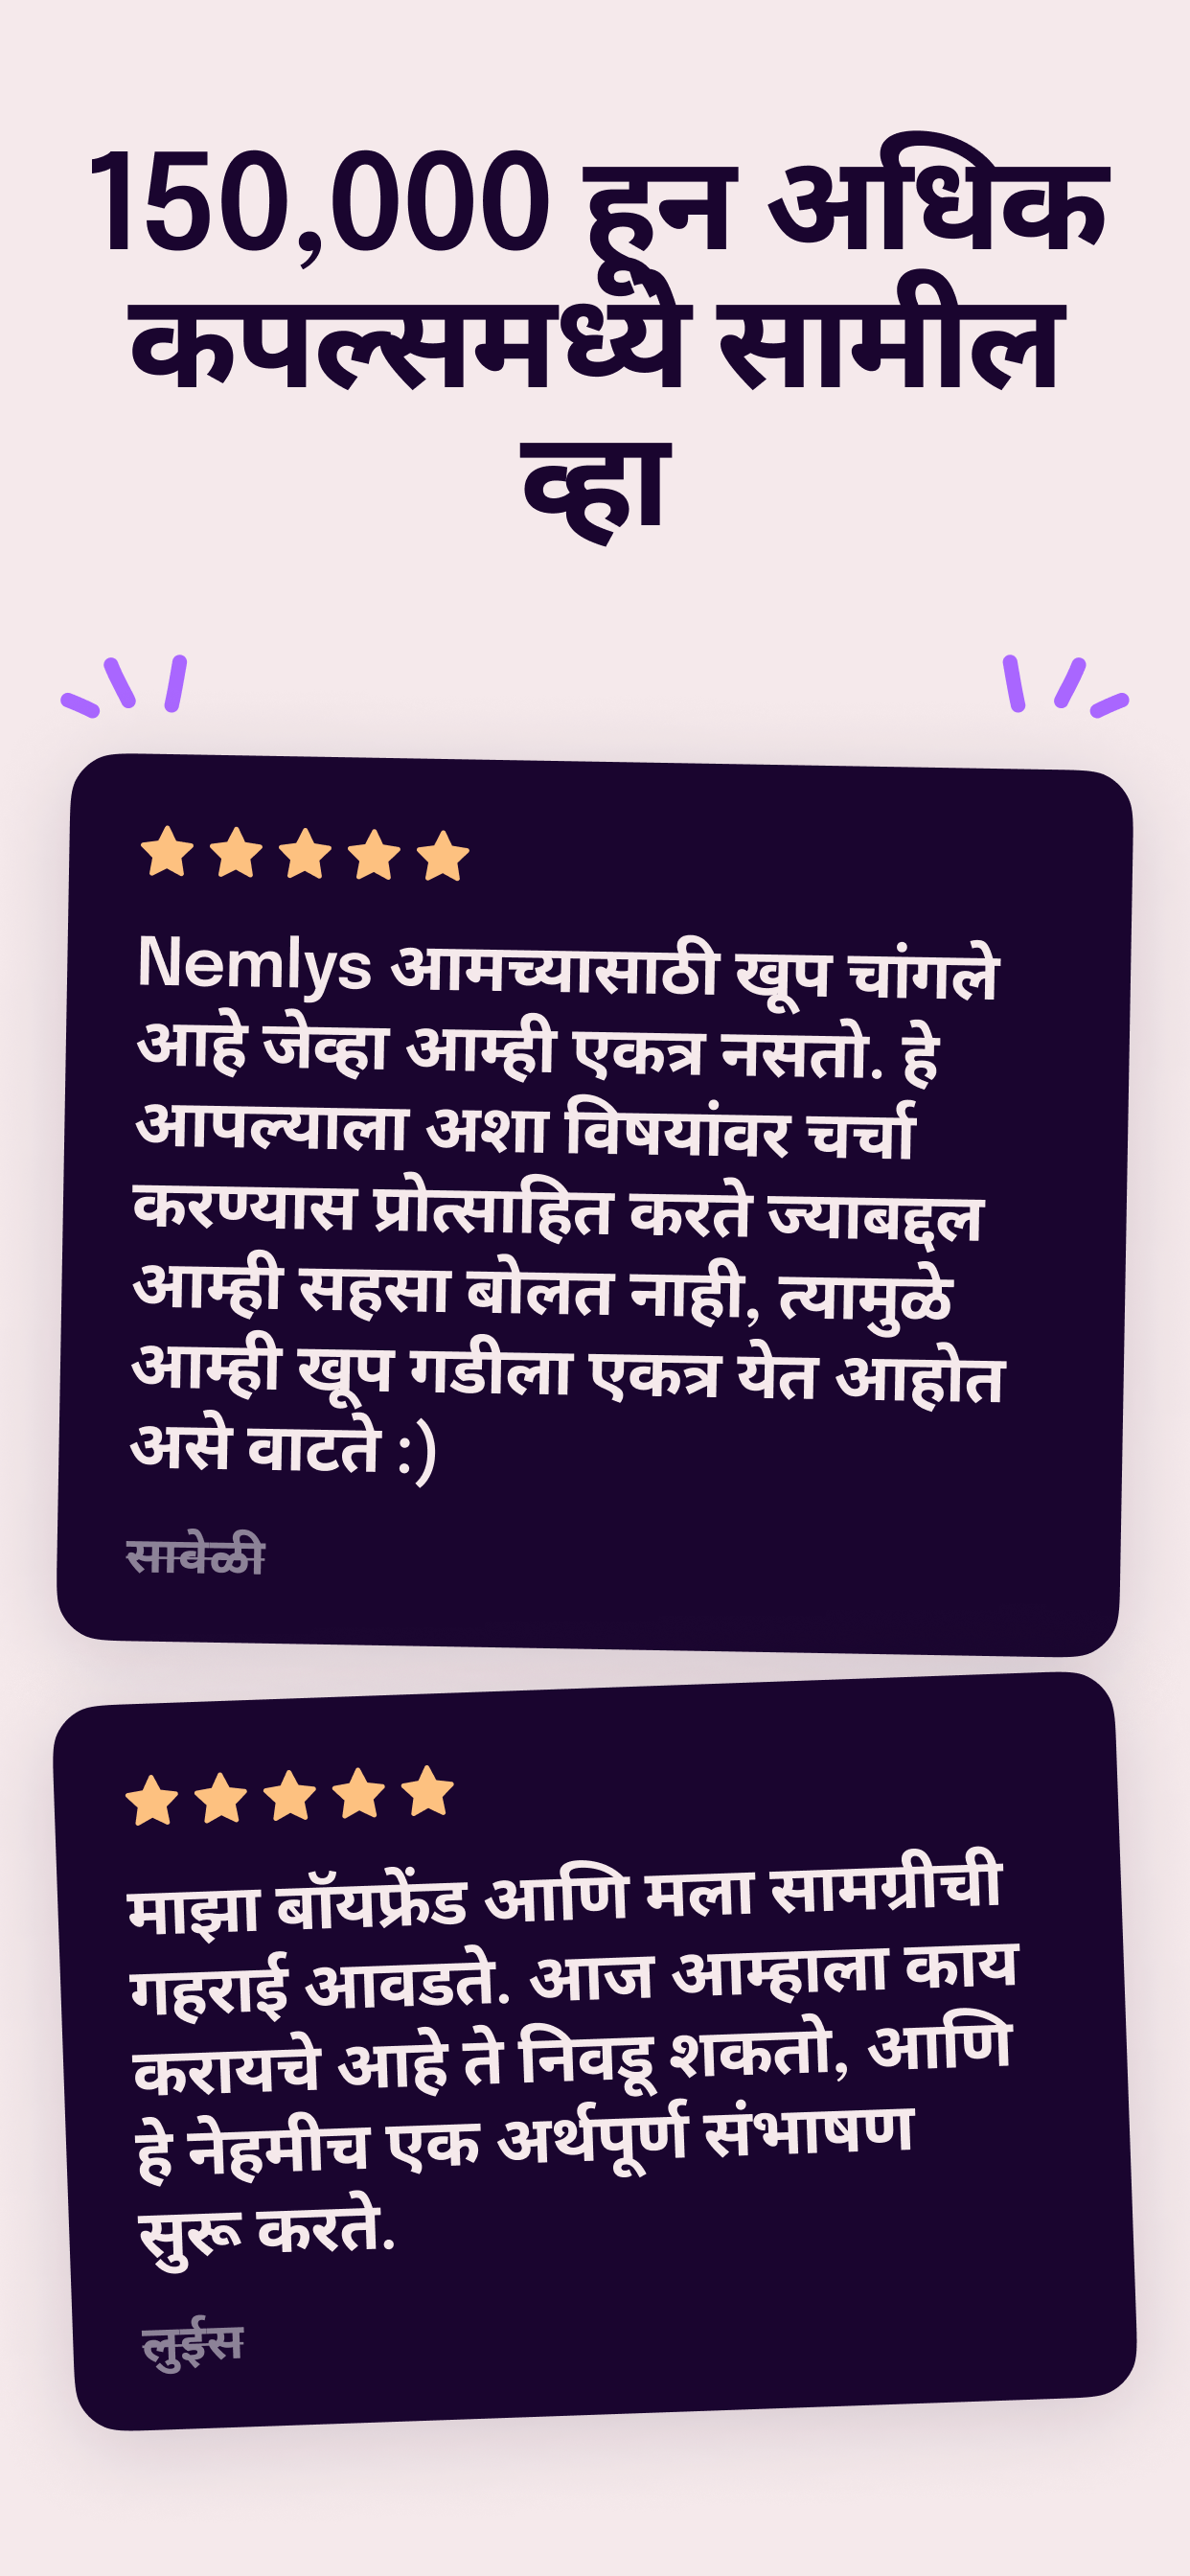 150,000 हून अधिक
कपल्समध्ये सामील
व्हा
Nemlys आमच्यासाठी खूप चांगले
आहे जेव्हा आम्ही एकत्र नसतो. हे
आपल्याला अशा विषयांवर चर्चा
करण्यास प्रोत्साहित करते ज्याबद्दल
आम्ही सहसा बोलत नाही, त्यामुळे
आम्ही खूप गडीला एकत्र येत आहोत
असे वाटते :)
सावेळी
माझा बॉयफ्रेंड आणि मला सामग्रीची
गहराई आवडते. आज आम्हाला काय
करायचे आहे ते निवडू शकतो, आणि
हे नेहमीच एक अर्थपूर्ण संभाषण
सुरू करते.
लुईस